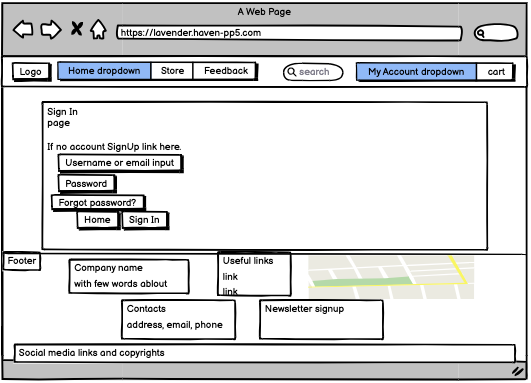 A Web Page
https://lavender.haven-pp5.com
Logo
Home dropdown
Store
Feedback
search
My Account dropdown
cart
Sign In
page
If no account SignUp link here.
Username or email input
Password
Forgot password?
Home
Sign In
Footer
Company name
with few words ablout
Useful links
link
link
Contacts
address, email, phone
Newsletter signup
Social media links and copyrights